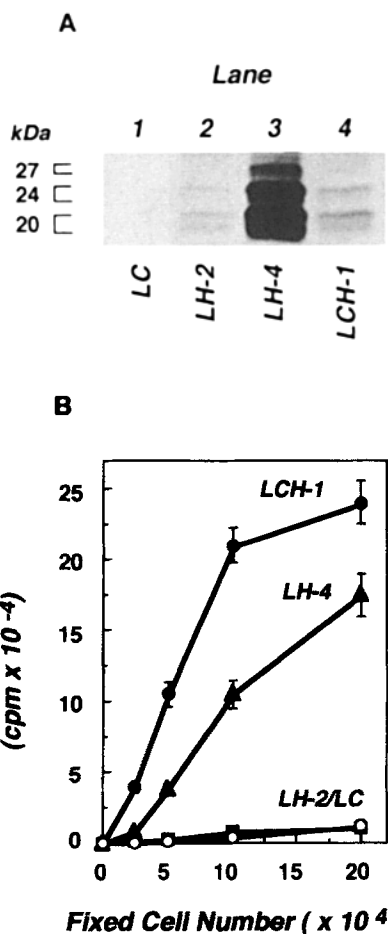 A
Lane
kDa 1 2 3 4
27
24
20
LC LH-2 LH-4 LCH-1
B
LCH-1
LH-4
LH-2/LC
(cpm x 10⁻⁴)
25
20
15
10
5
0
0 5 10 15 20
Fixed Cell Number ( x 10⁴